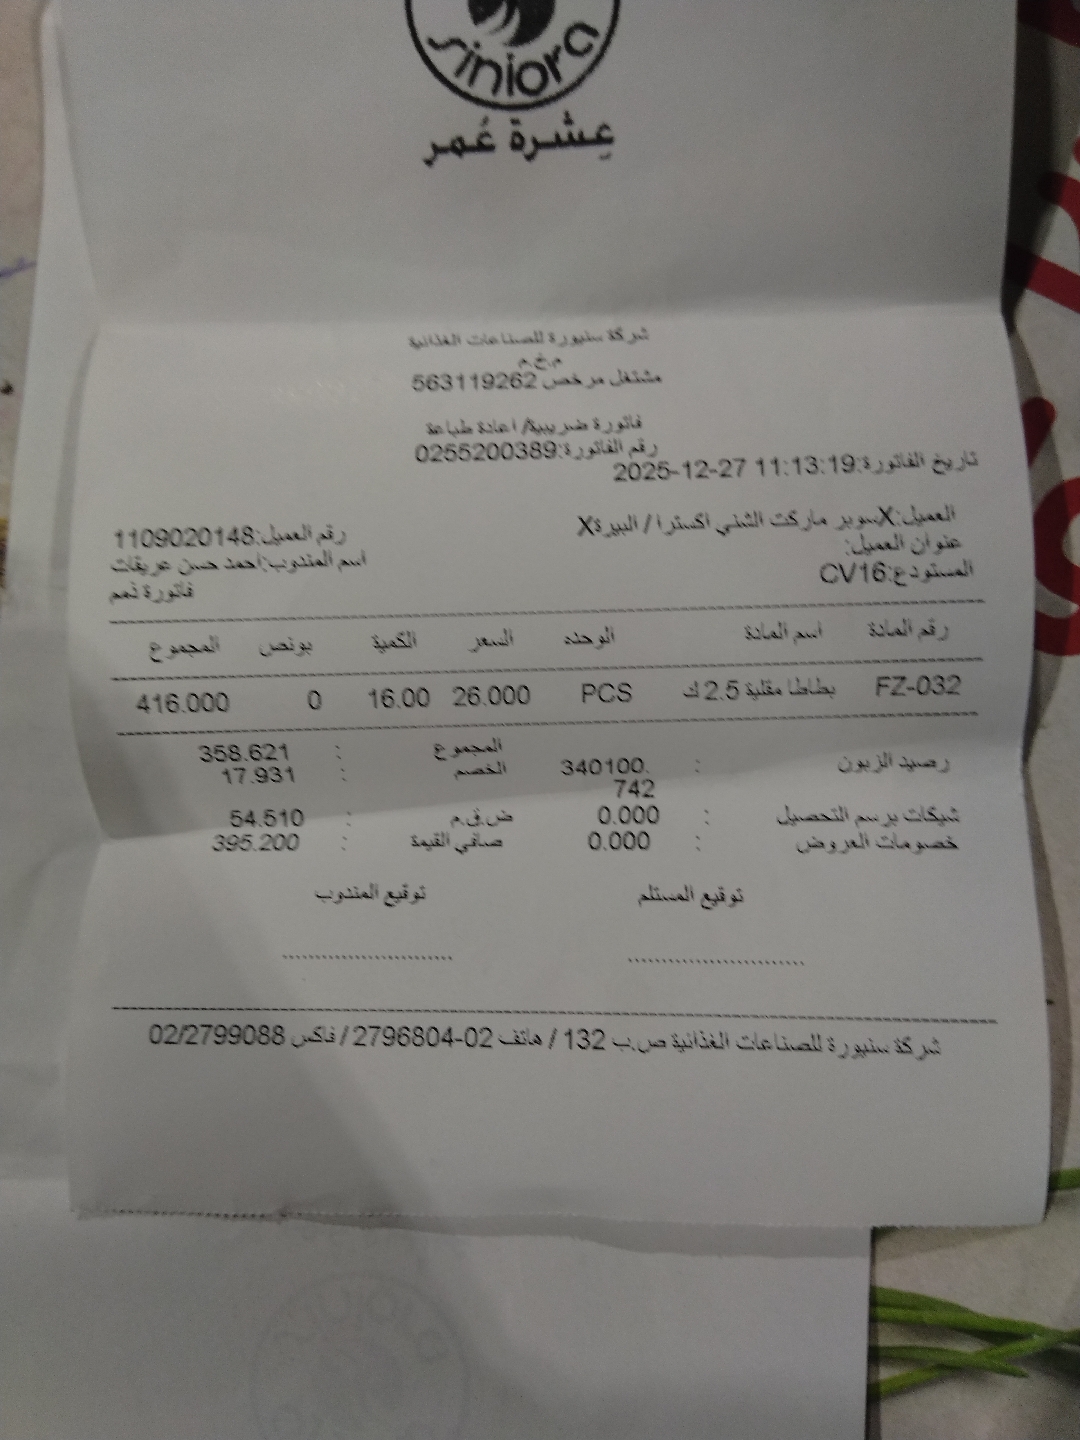 siniora
عِشرة عُمر
شركة سنيورة للصناعات الغذائية
م.خ.م
مشتغل مرخص 563119262
فاتورة ضريبية/ اعادة طباعة
رقم الفاتورة:0255200389
تاريخ الفاتورة:2025-12-27 11:13:19
العميل:Xسوبر ماركت الشني اكسترا / البيرةX رقم العميل:1109020148
عنوان العميل: اسم المندوب:احمد حسن عريقات
المستودع:CV16 فاتورة ذمم
رقم المادة اسم المادة الوحده السعر الكمية بونص المجموع
FZ-032 بطاطا مقلية 2.5 ك PCS 26.000 16.00 0 416.000
رصيد الزبون : 340100.742 المجموع : 358.621
الخصم : 17.931
شيكات برسم التحصيل : 0.000 ض.ق.م : 54.510
خصومات العروض : 0.000 صافي القيمة : 395.200
توقيع المستلم توقيع المندوب
شركة سنيورة للصناعات الغذائية ص.ب 132 / هاتف 02-2796804 / فاكس 02/2799088